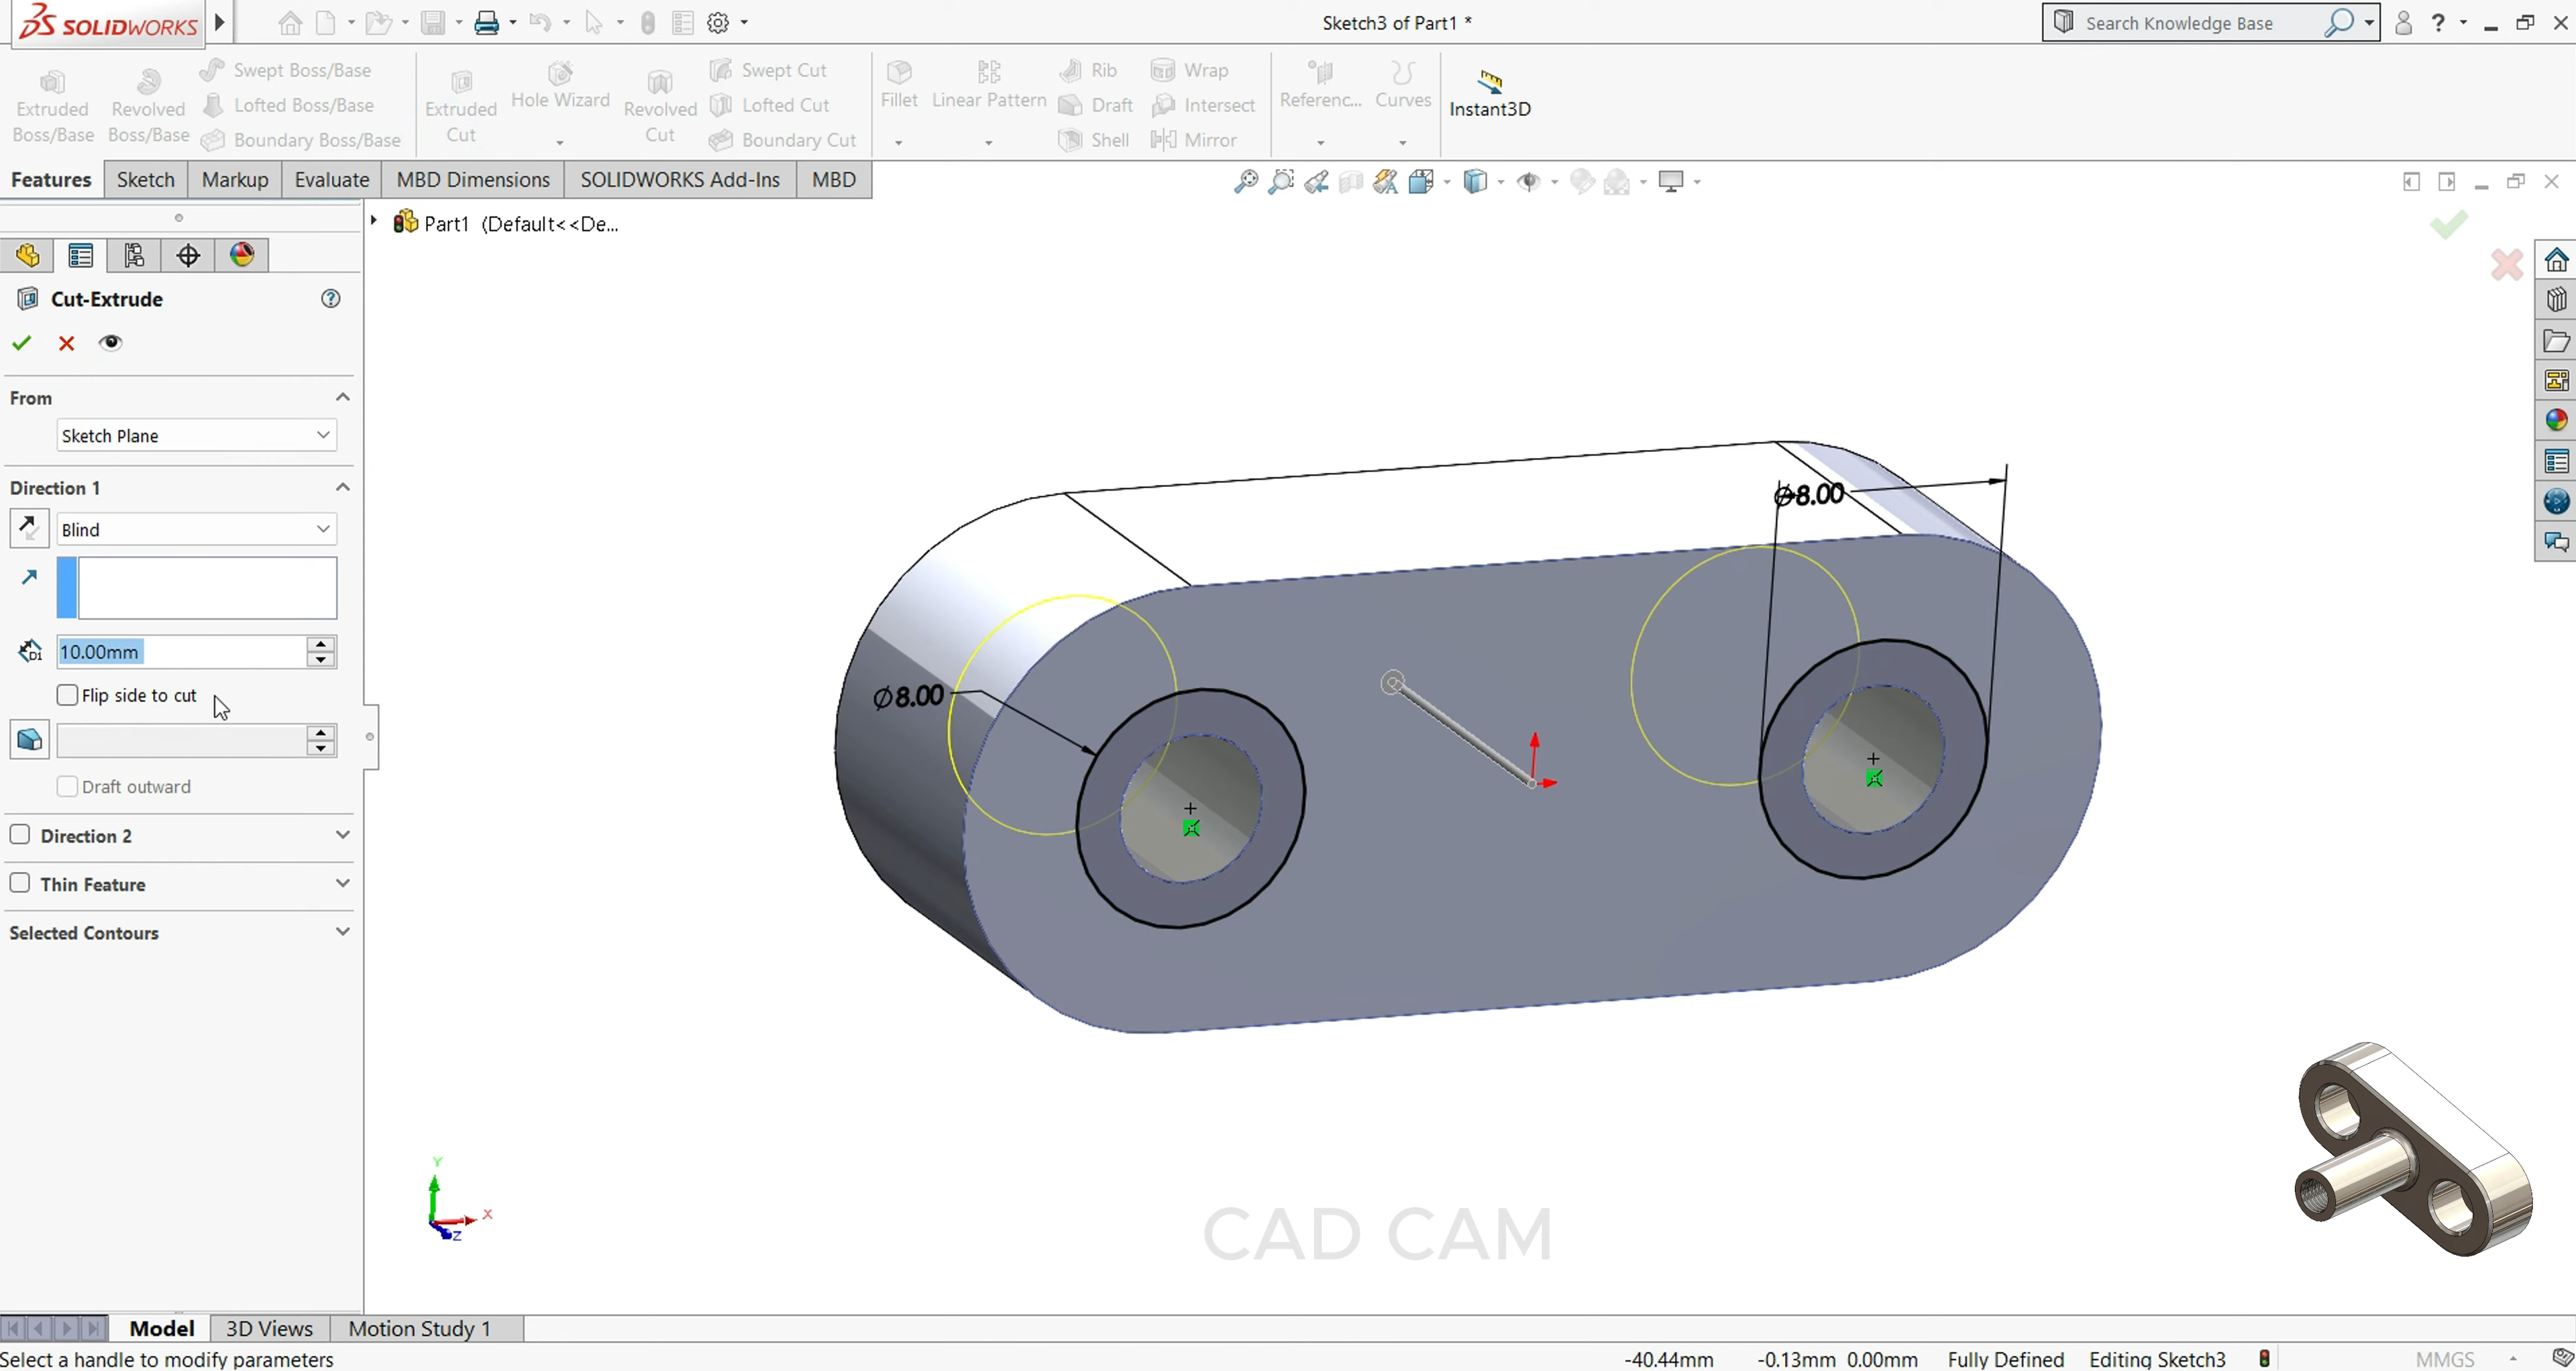 SOLIDWORKS
Sketch3 of Part1 *
Search Knowledge Base
?
Extruded Boss/Base
Revolved Boss/Base
Swept Boss/Base
Lofted Boss/Base
Boundary Boss/Base
Extruded Cut
Hole Wizard
Revolved Cut
Swept Cut
Lofted Cut
Boundary Cut
Fillet
Linear Pattern
Rib
Draft
Shell
Wrap
Intersect
Mirror
Referenc...
Curves
Instant3D
Features
Sketch
Markup
Evaluate
MBD Dimensions
SOLIDWORKS Add-Ins
MBD
Part1 (Default<<De...
Cut-Extrude
?
From
Sketch Plane
Direction 1
Blind
D1
10.00mm
Flip side to cut
Draft outward
Direction 2
Thin Feature
Selected Contours
⌀8.00
⌀8.00
Y
X
Z
CAD CAM
Model
3D Views
Motion Study 1
Select a handle to modify parameters
-40.44mm
-0.13mm 0.00mm
Fully Defined
Editing Sketch3
MMGS